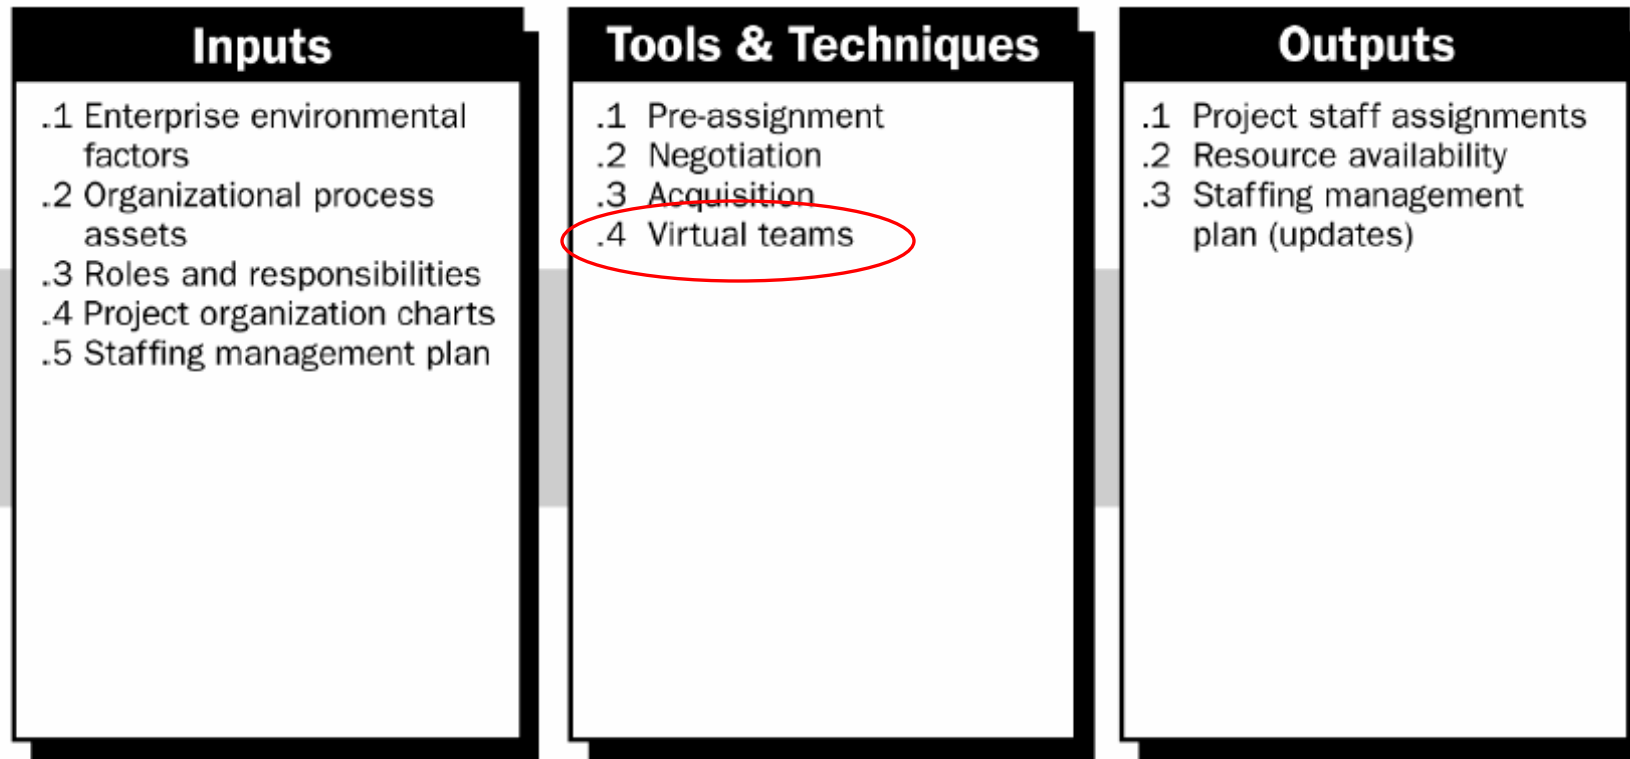 Inputs
.1 Enterprise environmental
factors
.2 Organizational process
assets
.3 Roles and responsibilities
.4 Project organization charts
.5 Staffing management plan
Tools & Techniques
.1 Pre-assignment
.2 Negotiation
.3 Acquisition
.4 Virtual teams
Outputs
.1 Project staff assignments
.2 Resource availability
.3 Staffing management
plan (updates)